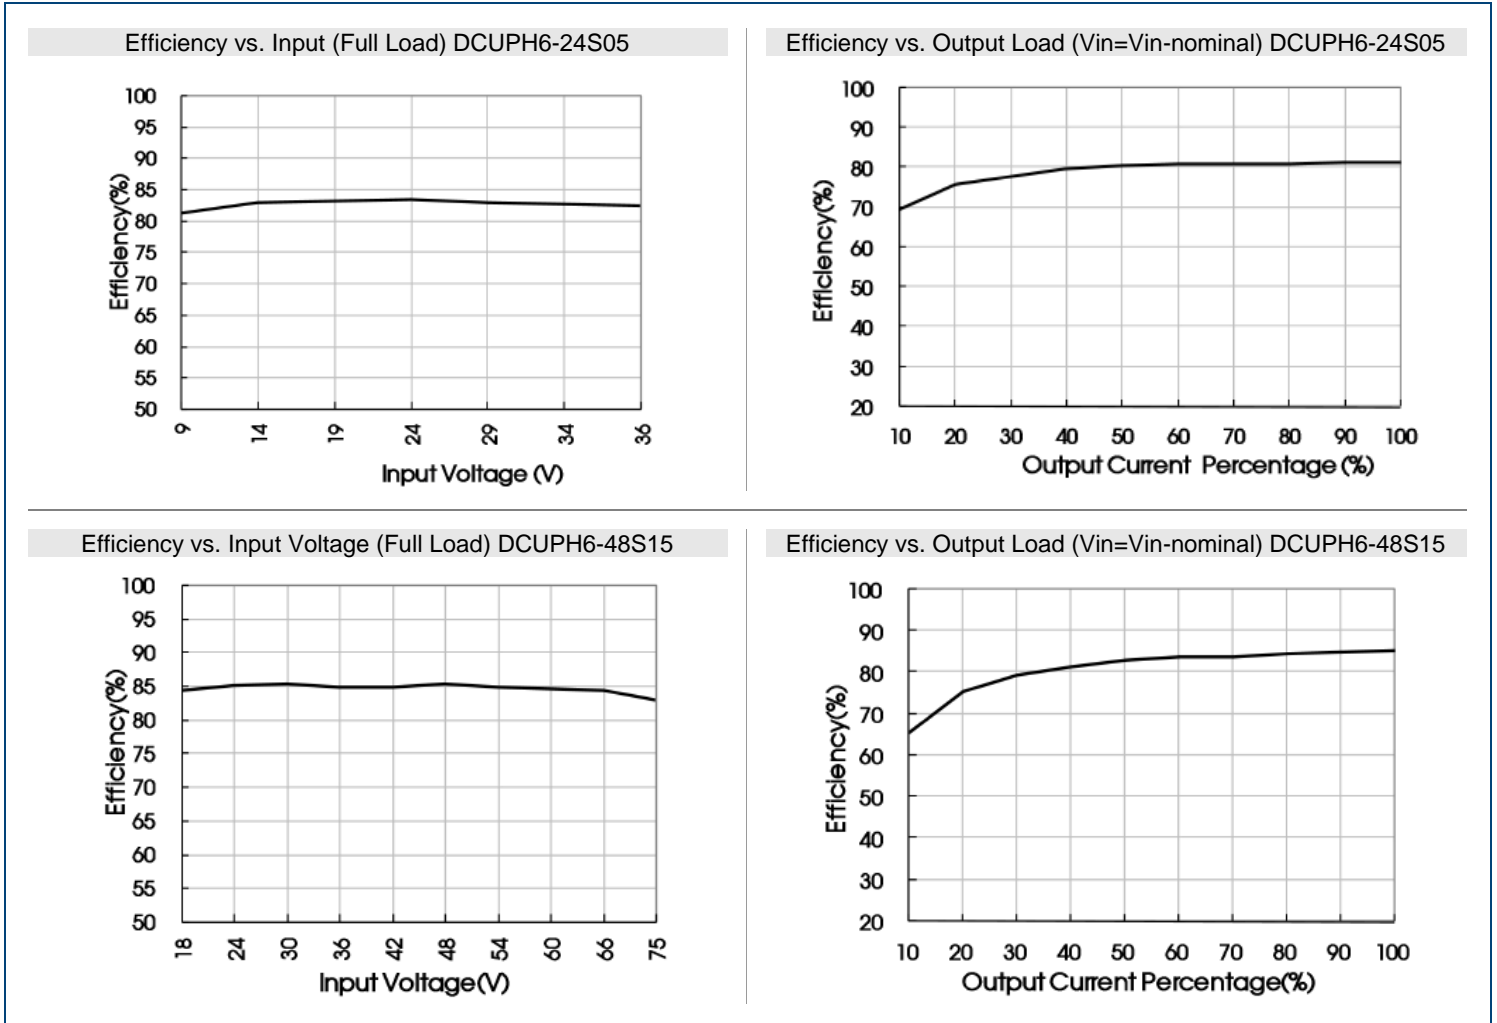 Efficiency vs. Input (Full Load) DCUPH6-24S05
100
95
90
85
80
75
70
65
60
55
50
Efficiency(%)
9 14 19 24 29 34 36
Input Voltage (V)
Efficiency vs. Output Load (Vin=Vin-nominal) DCUPH6-24S05
100
90
80
70
60
50
40
30
20
Efficiency(%)
10 20 30 40 50 60 70 80 90 100
Output Current Percentage (%)
Efficiency vs. Input Voltage (Full Load) DCUPH6-48S15
100
95
90
85
80
75
70
65
60
55
50
Efficiency(%)
18 24 30 36 42 48 54 60 66 75
Input Voltage(V)
Efficiency vs. Output Load (Vin=Vin-nominal) DCUPH6-48S15
100
90
80
70
60
50
40
30
20
Efficiency(%)
10 20 30 40 50 60 70 80 90 100
Output Current Percentage(%)